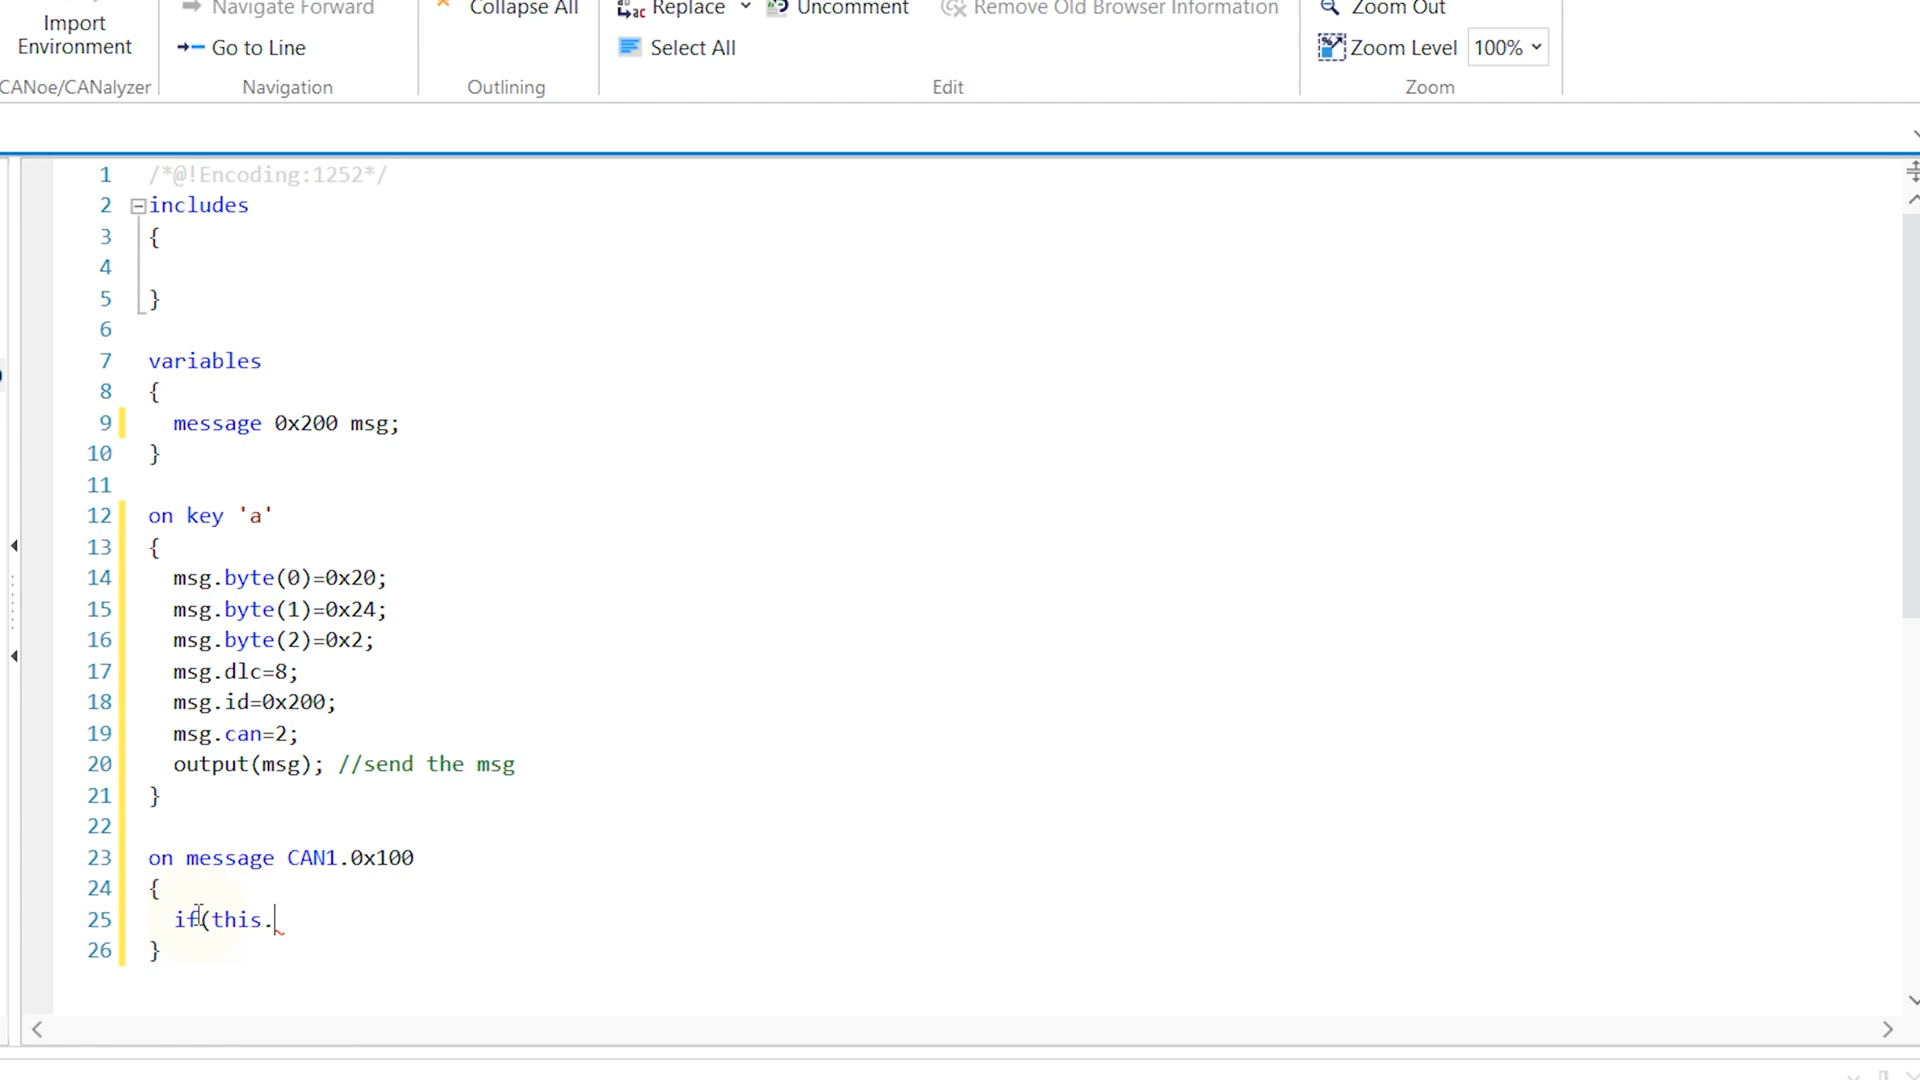 Import
Environment
CANoe/CANalyzer
Navigate Forward
Go to Line
Navigation
Collapse All
Outlining
Replace
Uncomment
Remove Old Browser Information
Select All
Edit
Zoom Out
Zoom Level 100%
Zoom
1 /*@!Encoding:1252*/
2 includes
3 {
4
5 }
6
7 variables
8 {
9 message 0x200 msg;
10 }
11
12 on key 'a'
13 {
14 msg.byte(0)=0x20;
15 msg.byte(1)=0x24;
16 msg.byte(2)=0x2;
17 msg.dlc=8;
18 msg.id=0x200;
19 msg.can=2;
20 output(msg); //send the msg
21 }
22
23 on message CAN1.0x100
24 {
25 if(this.
26 }